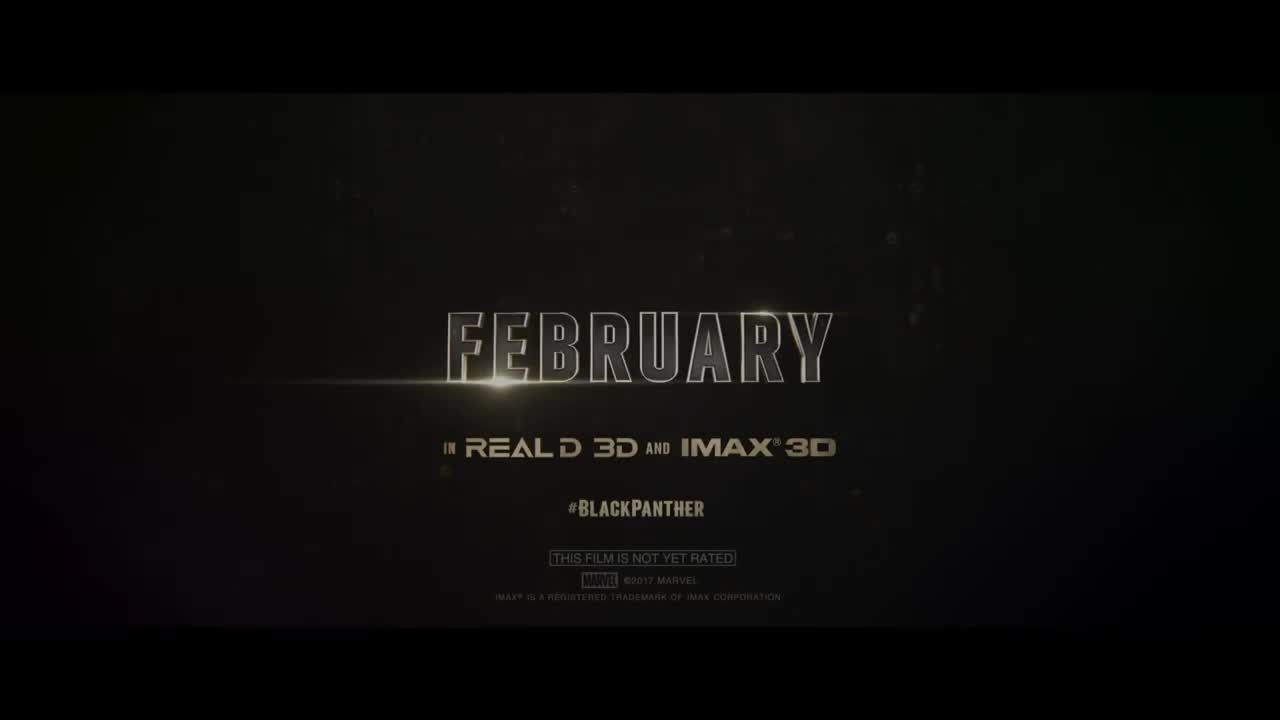 FEBRUARY
IN REALD 3D AND IMAX® 3D
#BLACKPANTHER
THIS FILM IS NOT YET RATED
MARVEL ©2017 MARVEL
IMAX® IS A REGISTERED TRADEMARK OF IMAX CORPORATION